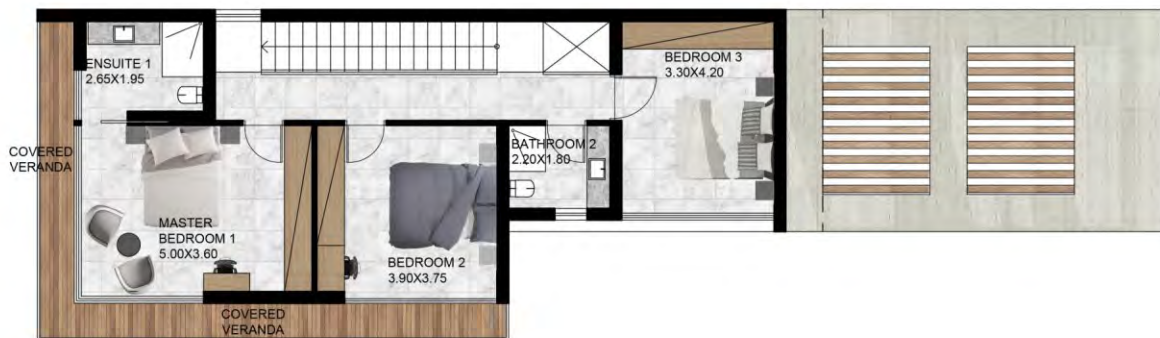 ENSUITE 1
2.65X1.95
BEDROOM 3
3.30X4.20
COVERED
VERANDA
BATHROOM 2
2.20X1.80
MASTER
BEDROOM 1
5.00X3.60
BEDROOM 2
3.90X3.75
COVERED
VERANDA